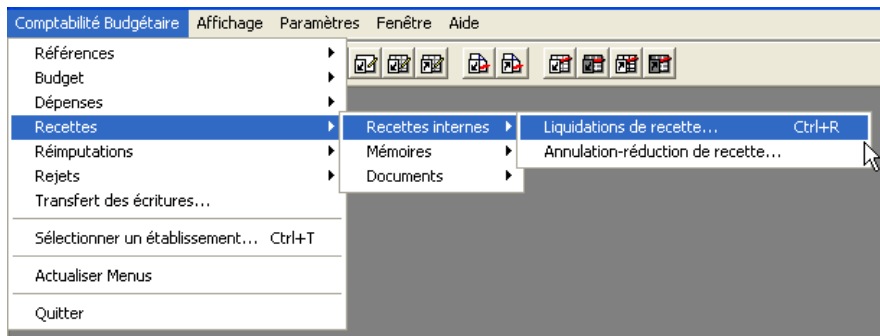 Comptabilité Budgétaire Affichage Paramètres Fenêtre Aide
Références
Budget
Dépenses
Recettes
Réimputations
Rejets
Transfert des écritures...
Sélectionner un établissement... Ctrl+T
Actualiser Menus
Quitter
Recettes internes
Mémoires
Documents
Liquidations de recette... Ctrl+R
Annulation-réduction de recette...